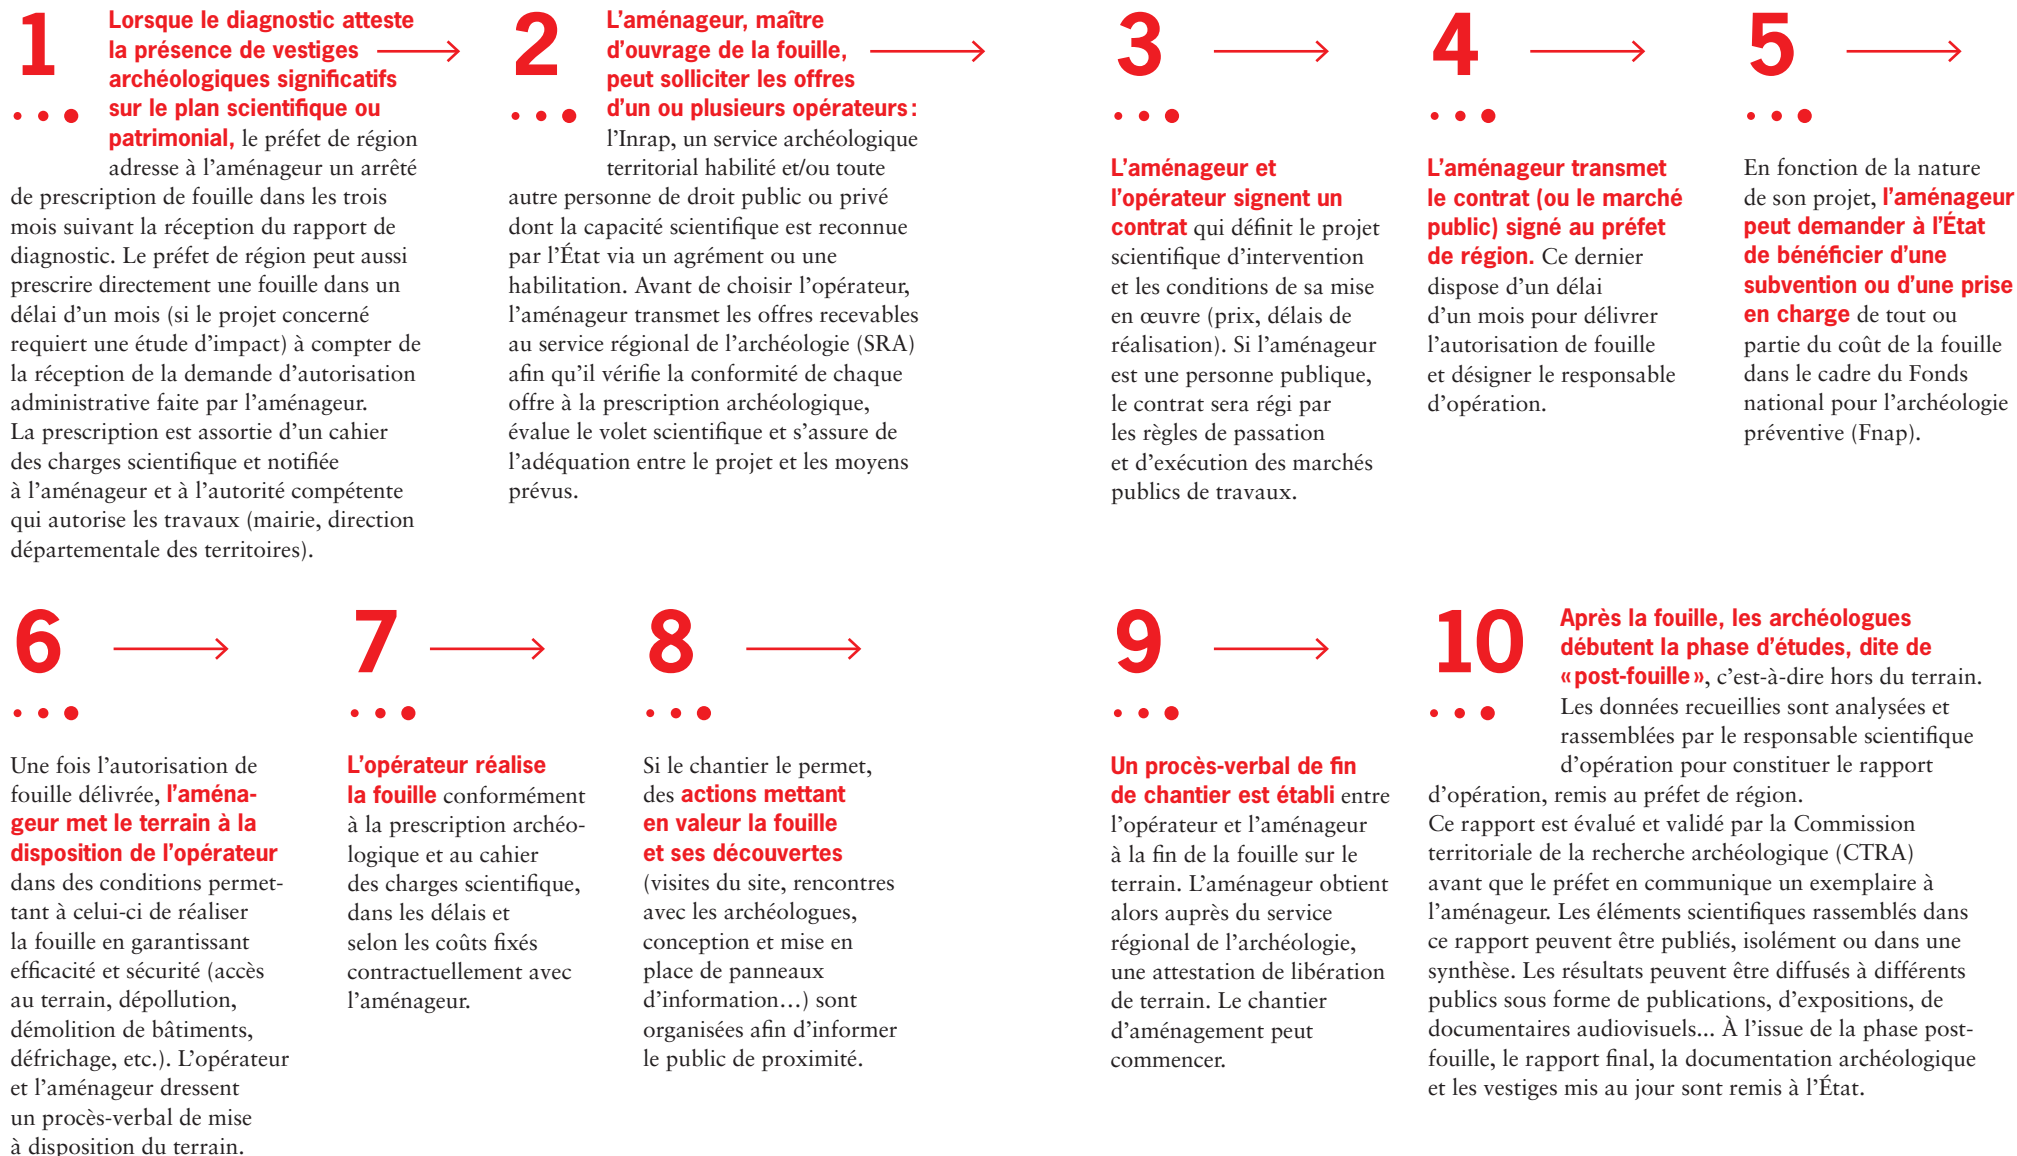 1
Lorsque le diagnostic atteste
la présence de vestiges
archéologiques significatifs
sur le plan scientifique ou
patrimonial, le préfet de région
adresse à l’aménageur un arrêté
de prescription de fouille dans les trois
mois suivant la réception du rapport de
diagnostic. Le préfet de région peut aussi
prescrire directement une fouille dans un
délai d’un mois (si le projet concerné
requiert une étude d’impact) à compter de
la réception de la demande d’autorisation
administrative faite par l’aménageur.
La prescription est assortie d’un cahier
des charges scientifique et notifiée
à l’aménageur et à l’autorité compétente
qui autorise les travaux (mairie, direction
départementale des territoires).
2
L’aménageur, maître
d’ouvrage de la fouille,
peut solliciter les offres
d’un ou plusieurs opérateurs :
l’Inrap, un service archéologique
territorial habilité et/ou toute
autre personne de droit public ou privé
dont la capacité scientifique est reconnue
par l’État via un agrément ou une
habilitation. Avant de choisir l’opérateur,
l’aménageur transmet les offres recevables
au service régional de l’archéologie (SRA)
afin qu’il vérifie la conformité de chaque
offre à la prescription archéologique,
évalue le volet scientifique et s’assure de
l’adéquation entre le projet et les moyens
prévus.
3
L’aménageur et
l’opérateur signent un
contrat qui définit le projet
scientifique d’intervention
et les conditions de sa mise
en œuvre (prix, délais de
réalisation). Si l’aménageur
est une personne publique,
le contrat sera régi par
les règles de passation
et d’exécution des marchés
publics de travaux.
4
L’aménageur transmet
le contrat (ou le marché
public) signé au préfet
de région. Ce dernier
dispose d’un délai
d’un mois pour délivrer
l’autorisation de fouille
et désigner le responsable
d’opération.
5
En fonction de la nature
de son projet, l’aménageur
peut demander à l’État
de bénéficier d’une
subvention ou d’une prise
en charge de tout ou
partie du coût de la fouille
dans le cadre du Fonds
national pour l’archéologie
préventive (Fnap).
6
Une fois l’autorisation de
fouille délivrée, l’aména-
geur met le terrain à la
disposition de l’opérateur
dans des conditions permet-
tant à celui-ci de réaliser
la fouille en garantissant
efficacité et sécurité (accès
au terrain, dépollution,
démolition de bâtiments,
défrichage, etc.). L’opérateur
et l’aménageur dressent
un procès-verbal de mise
à disposition du terrain.
7
L’opérateur réalise
la fouille conformément
à la prescription archéo-
logique et au cahier
des charges scientifique,
dans les délais et
selon les coûts fixés
contractuellement avec
l’aménageur.
8
Si le chantier le permet,
des actions mettant
en valeur la fouille
et ses découvertes
(visites du site, rencontres
avec les archéologues,
conception et mise en
place de panneaux
d’information…) sont
organisées afin d’informer
le public de proximité.
9
Un procès-verbal de fin
de chantier est établi entre
l’opérateur et l’aménageur
à la fin de la fouille sur le
terrain. L’aménageur obtient
alors auprès du service
régional de l’archéologie,
une attestation de libération
de terrain. Le chantier
d’aménagement peut
commencer.
10
Après la fouille, les archéologues
débutent la phase d’études, dite de
«post-fouille», c’est-à-dire hors du terrain.
Les données recueillies sont analysées et
rassemblées par le responsable scientifique
d’opération pour constituer le rapport
d’opération, remis au préfet de région.
Ce rapport est évalué et validé par la Commission
territoriale de la recherche archéologique (CTRA)
avant que le préfet en communique un exemplaire à
l’aménageur. Les éléments scientifiques rassemblés dans
ce rapport peuvent être publiés, isolément ou dans une
synthèse. Les résultats peuvent être diffusés à différents
publics sous forme de publications, d’expositions, de
documentaires audiovisuels... À l’issue de la phase post-
fouille, le rapport final, la documentation archéologique
et les vestiges mis au jour sont remis à l’État.